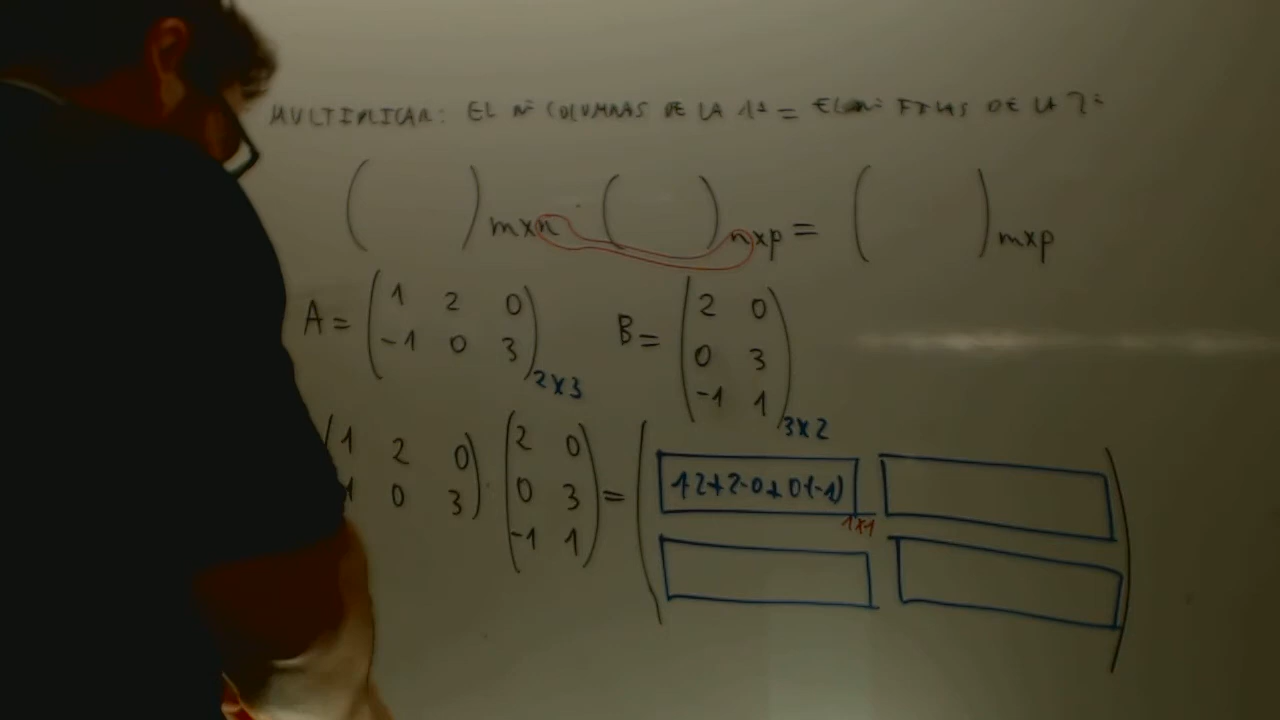 MULTIPLICAR: EL Nº COLUMNAS DE LA 1ª = EL Nº FILAS DE LA 2ª
( )mxn · ( )nxp = ( )mxp
A = ( 1 2 0 B = ( 2 0
-1 0 3 )2x3 0 3
-1 1 )3x2
( 1 2 0 ) · ( 2 0 ) = ( 1·2+2·0+0·(-1) 1x1
1 0 3 0 3
-1 1